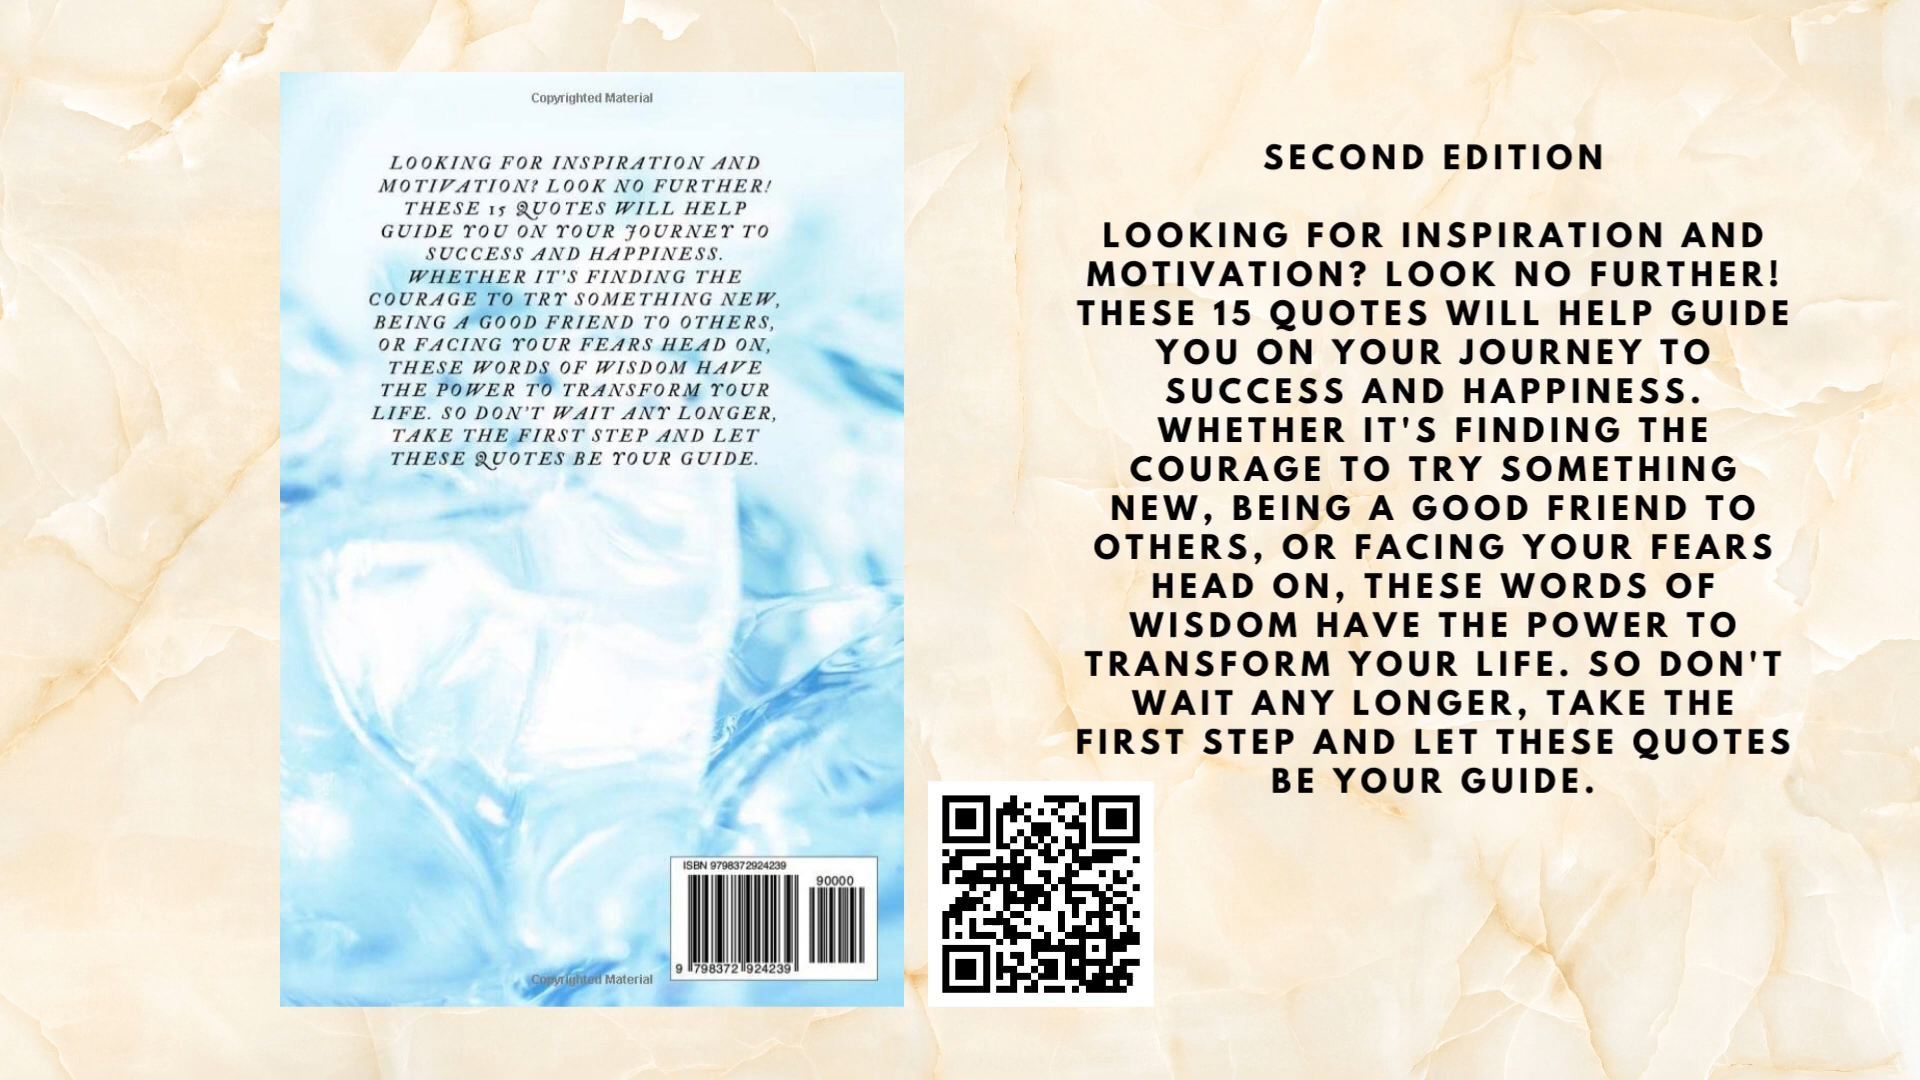 Copyrighted Material
LOOKING FOR INSPIRATION AND
MOTIVATION? LOOK NO FURTHER!
THESE 15 QUOTES WILL HELP
GUIDE YOU ON YOUR JOURNEY TO
SUCCESS AND HAPPINESS.
WHETHER IT'S FINDING THE
COURAGE TO TRY SOMETHING NEW,
BEING A GOOD FRIEND TO OTHERS,
OR FACING YOUR FEARS HEAD ON,
THESE WORDS OF WISDOM HAVE
THE POWER TO TRANSFORM YOUR
LIFE. SO DON'T WAIT ANY LONGER,
TAKE THE FIRST STEP AND LET
THESE QUOTES BE YOUR GUIDE.
ISBN 9798372924239
90000
9 798372 924239
Copyrighted Material
SECOND EDITION
LOOKING FOR INSPIRATION AND
MOTIVATION? LOOK NO FURTHER!
THESE 15 QUOTES WILL HELP GUIDE
YOU ON YOUR JOURNEY TO
SUCCESS AND HAPPINESS.
WHETHER IT'S FINDING THE
COURAGE TO TRY SOMETHING
NEW, BEING A GOOD FRIEND TO
OTHERS, OR FACING YOUR FEARS
HEAD ON, THESE WORDS OF
WISDOM HAVE THE POWER TO
TRANSFORM YOUR LIFE. SO DON'T
WAIT ANY LONGER, TAKE THE
FIRST STEP AND LET THESE QUOTES
BE YOUR GUIDE.